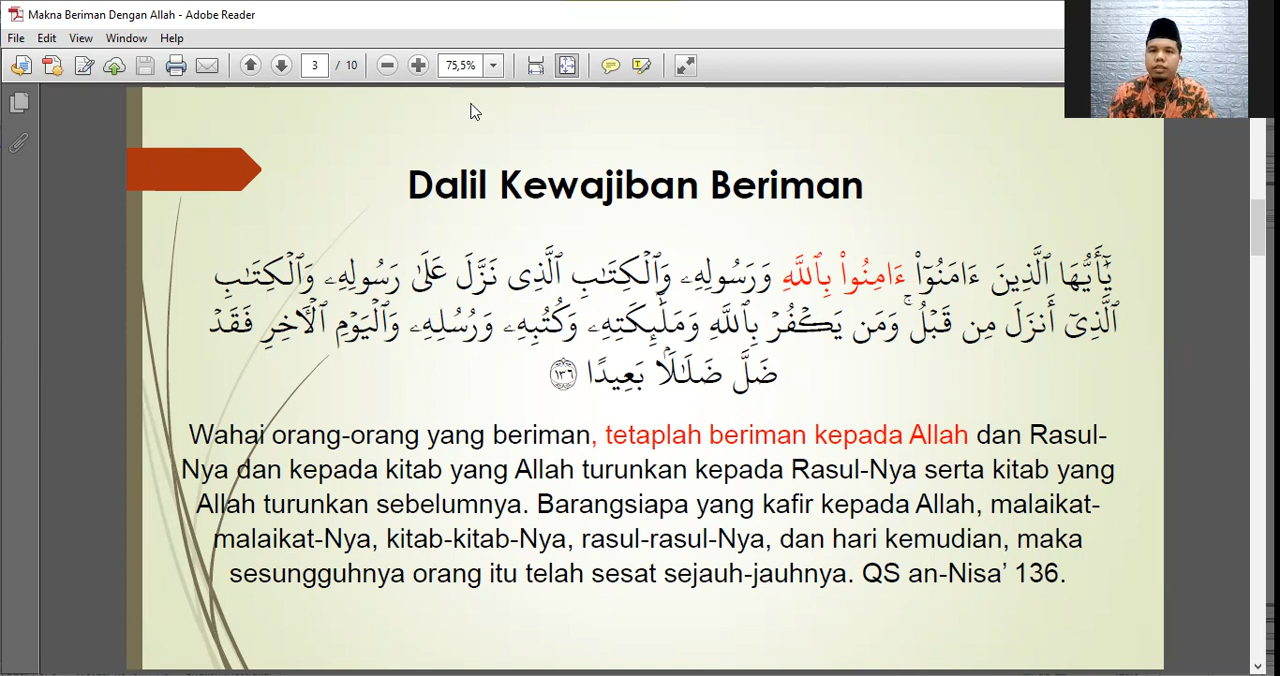 Makna Beriman Dengan Allah - Adobe Reader
File Edit View Window Help
3 / 10 75,5%
Dalil Kewajiban Beriman
يَٰٓأَيُّهَا ٱلَّذِينَ ءَامَنُوٓاْ ءَامِنُواْ بِٱللَّهِ وَرَسُولِهِۦ وَٱلۡكِتَٰبِ ٱلَّذِى نَزَّلَ عَلَىٰ رَسُولِهِۦ وَٱلۡكِتَٰبِ
ٱلَّذِىٓ أَنزَلَ مِن قَبۡلُۚ وَمَن يَكۡفُرۡ بِٱللَّهِ وَمَلَٰٓئِكَتِهِۦ وَكُتُبِهِۦ وَرُسُلِهِۦ وَٱلۡيَوۡمِ ٱلۡأٓخِرِ فَقَدۡ
ضَلَّ ضَلَٰلَۢا بَعِيدًا ١٣٦
Wahai orang-orang yang beriman, tetaplah beriman kepada Allah dan Rasul-
Nya dan kepada kitab yang Allah turunkan kepada Rasul-Nya serta kitab yang
Allah turunkan sebelumnya. Barangsiapa yang kafir kepada Allah, malaikat-
malaikat-Nya, kitab-kitab-Nya, rasul-rasul-Nya, dan hari kemudian, maka
sesungguhnya orang itu telah sesat sejauh-jauhnya. QS an-Nisa’ 136.